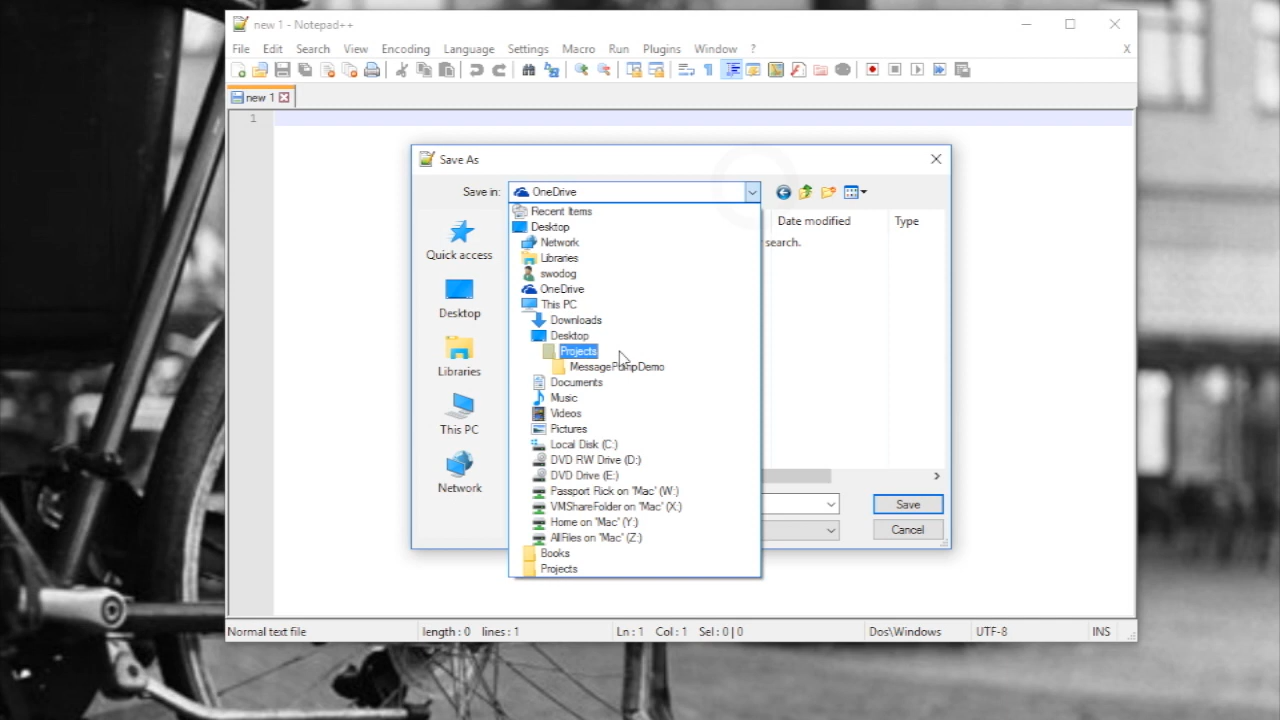 new 1 - Notepad++
File Edit Search View Encoding Language Settings Macro Run Plugins Window ? X
new 1
1
Save As
Save in: OneDrive
Date modified Type
search.
Quick access
Desktop
Libraries
This PC
Network
Recent Items
Desktop
Network
Libraries
swodog
OneDrive
This PC
Downloads
Desktop
Projects
MessagePumpDemo
Documents
Music
Videos
Pictures
Local Disk (C:)
DVD RW Drive (D:)
DVD Drive (E:)
Passport Rick on 'Mac' (W:)
VMShareFolder on 'Mac' (X:)
Home on 'Mac' (Y:)
AllFiles on 'Mac' (Z:)
Books
Projects
Save
Cancel
Normal text file length : 0 lines : 1 Ln : 1 Col : 1 Sel : 0 | 0 Dos\Windows UTF-8 INS